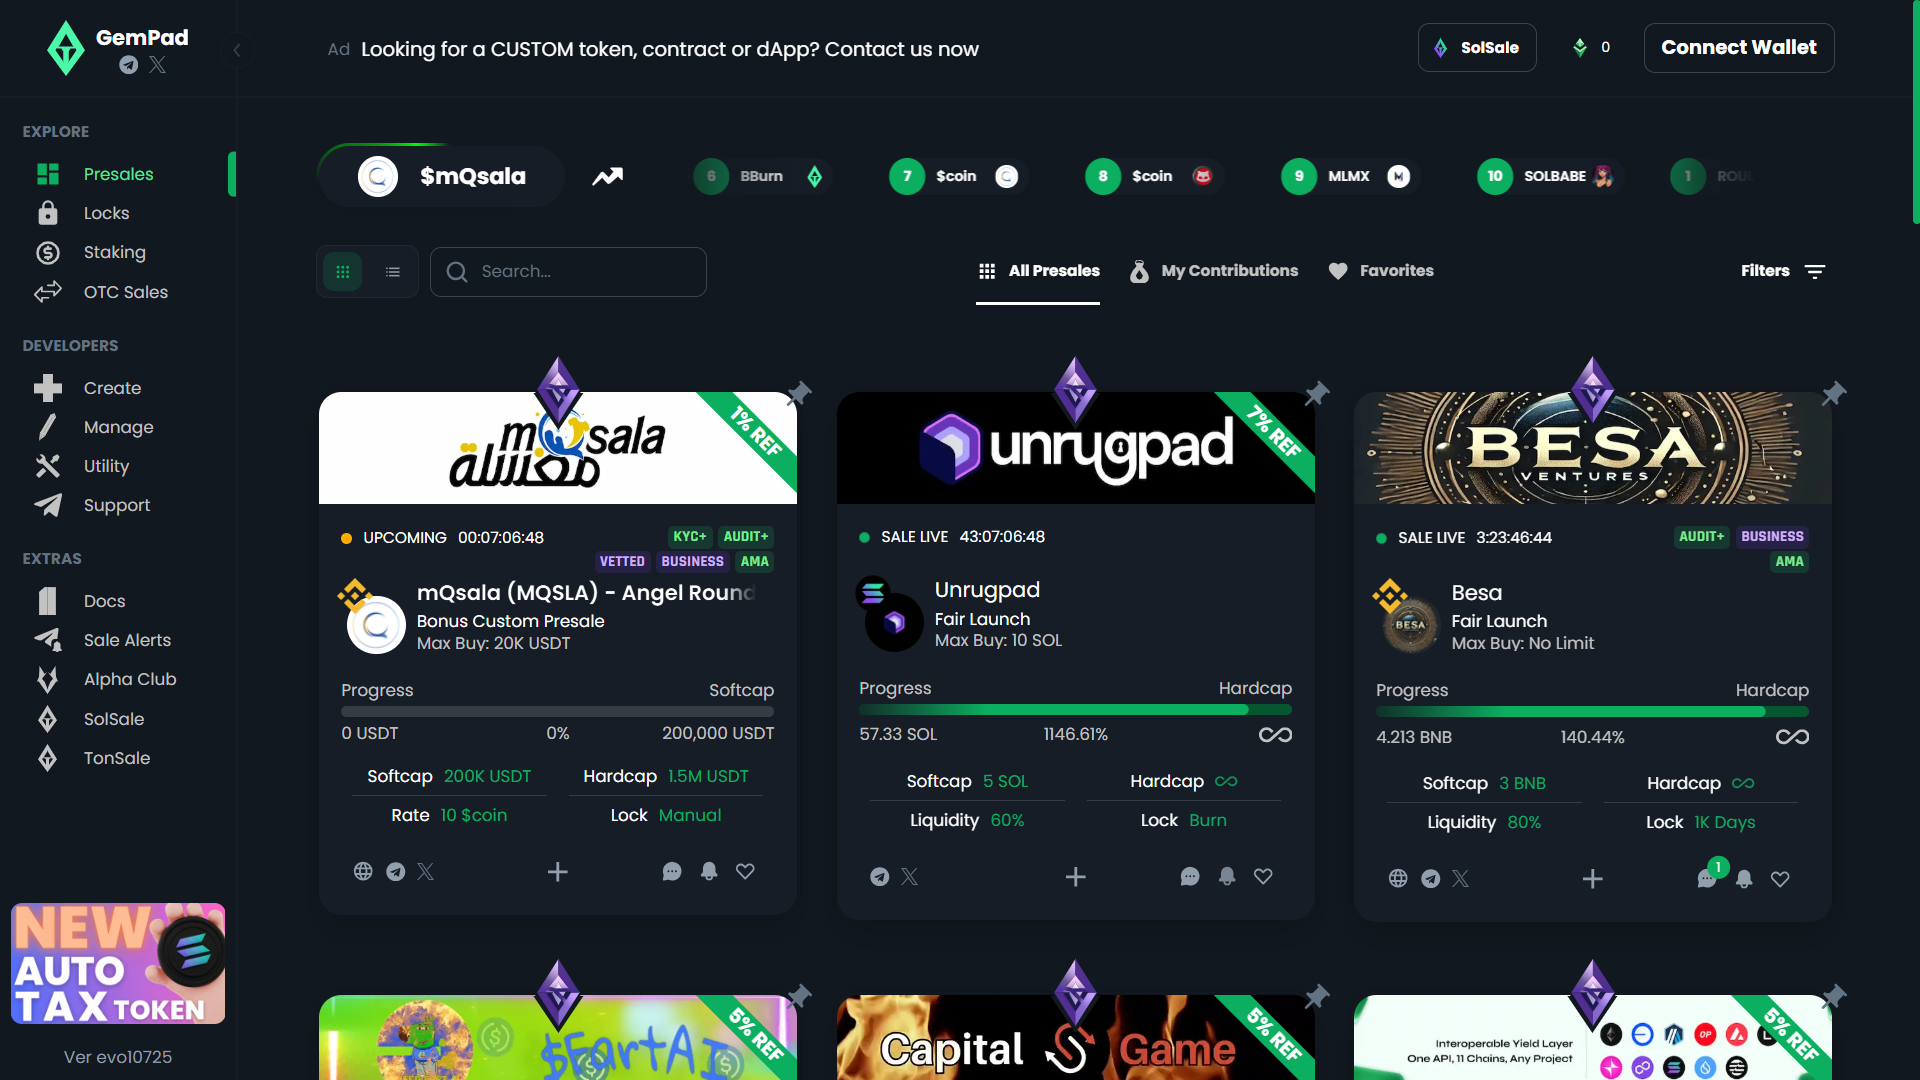 GemPad
Ad Looking for a CUSTOM token, contract or dApp? Contact us now
SolSale
0
Connect Wallet
EXPLORE
Presales
Locks
Staking
OTC Sales
DEVELOPERS
Create
Manage
Utility
Support
EXTRAS
Docs
Sale Alerts
Alpha Club
SolSale
TonSale
NEW
AUTO
TAX TOKEN
Ver evo10725
$mQsala
6 BBurn
7 $coin
8 $coin
9 MLMX M
10 SOLBABE
1
Search...
All Presales
My Contributions
Favorites
Filters
mQsala
1% REF
UPCOMING 00:07:06:48
KYC+ AUDIT+
VETTED BUSINESS AMA
mQsala (MQSLA) - Angel Round
Bonus Custom Presale
Max Buy: 20K USDT
Progress Softcap
0 USDT 0% 200,000 USDT
Softcap 200K USDT Hardcap 1.5M USDT
Rate 10 $coin Lock Manual
unrugpad
7% REF
SALE LIVE 43:07:06:48
Unrugpad
Fair Launch
Max Buy: 10 SOL
Progress Hardcap
57.33 SOL 1146.61%
Softcap 5 SOL Hardcap
Liquidity 60% Lock Burn
BESA
VENTURES
SALE LIVE 3:23:46:44
AUDIT+ BUSINESS
AMA
BESA
Besa
Fair Launch
Max Buy: No Limit
Progress Hardcap
4.213 BNB 140.44%
Softcap 3 BNB Hardcap
Liquidity 80% Lock 1K Days
1
$FartAI
5% REF
Capital Game
5% REF
Interoperable Yield Layer
One API, 11 Chains, Any Project
OP
5% REF